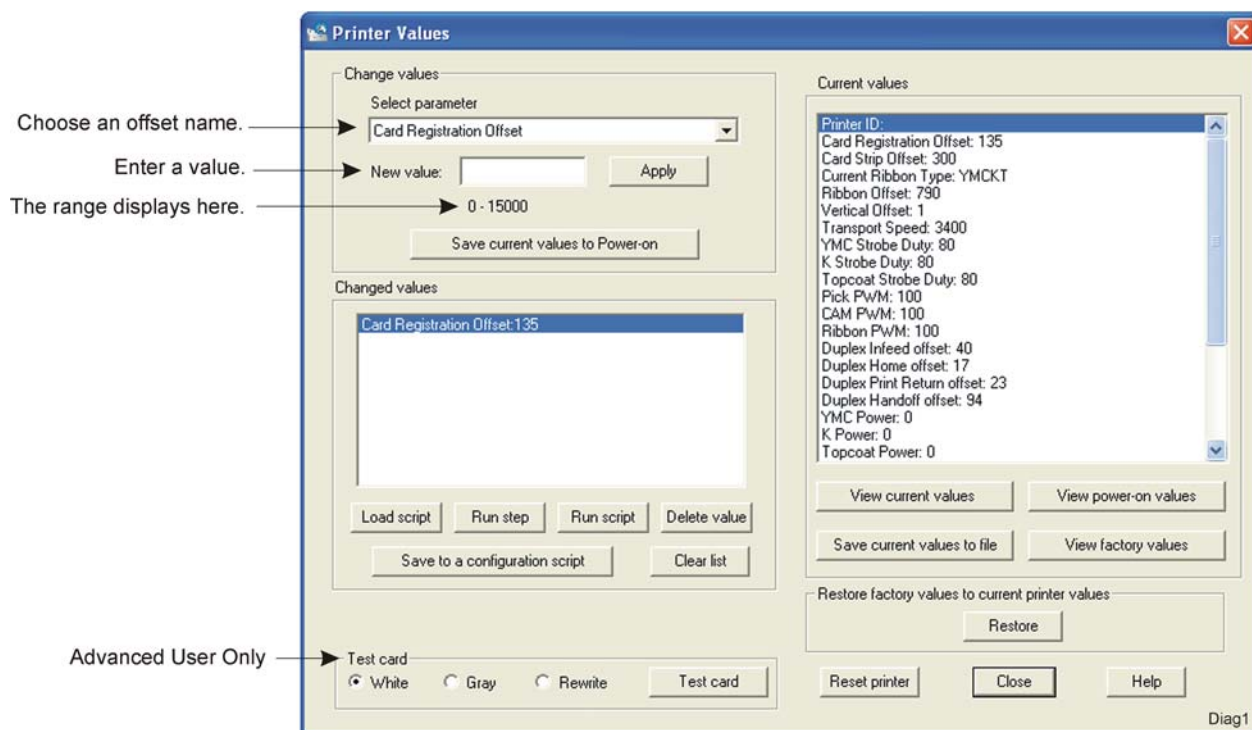 Printer Values
Choose an offset name.
Enter a value.
The range displays here.
Advanced User Only
Change values
Select parameter
Card Registration Offset
New value:
Apply
0 - 15000
Save current values to Power-on
Changed values
Card Registration Offset:135
Load script
Run step
Run script
Delete value
Save to a configuration script
Clear list
Test card
White
Gray
Rewrite
Test card
Current values
Printer ID:
Card Registration Offset: 135
Card Strip Offset: 300
Current Ribbon Type: YMCKT
Ribbon Offset: 790
Vertical Offset: 1
Transport Speed: 3400
YMC Strobe Duty: 80
K Strobe Duty: 80
Topcoat Strobe Duty: 80
Pick PWM: 100
CAM PWM: 100
Ribbon PWM: 100
Duplex Infeed offset: 40
Duplex Home offset: 17
Duplex Print Return offset: 23
Duplex Handoff offset: 94
YMC Power: 0
K Power: 0
Topcoat Power: 0
View current values
View power-on values
Save current values to file
View factory values
Restore factory values to current printer values
Restore
Reset printer
Close
Help
Diag1